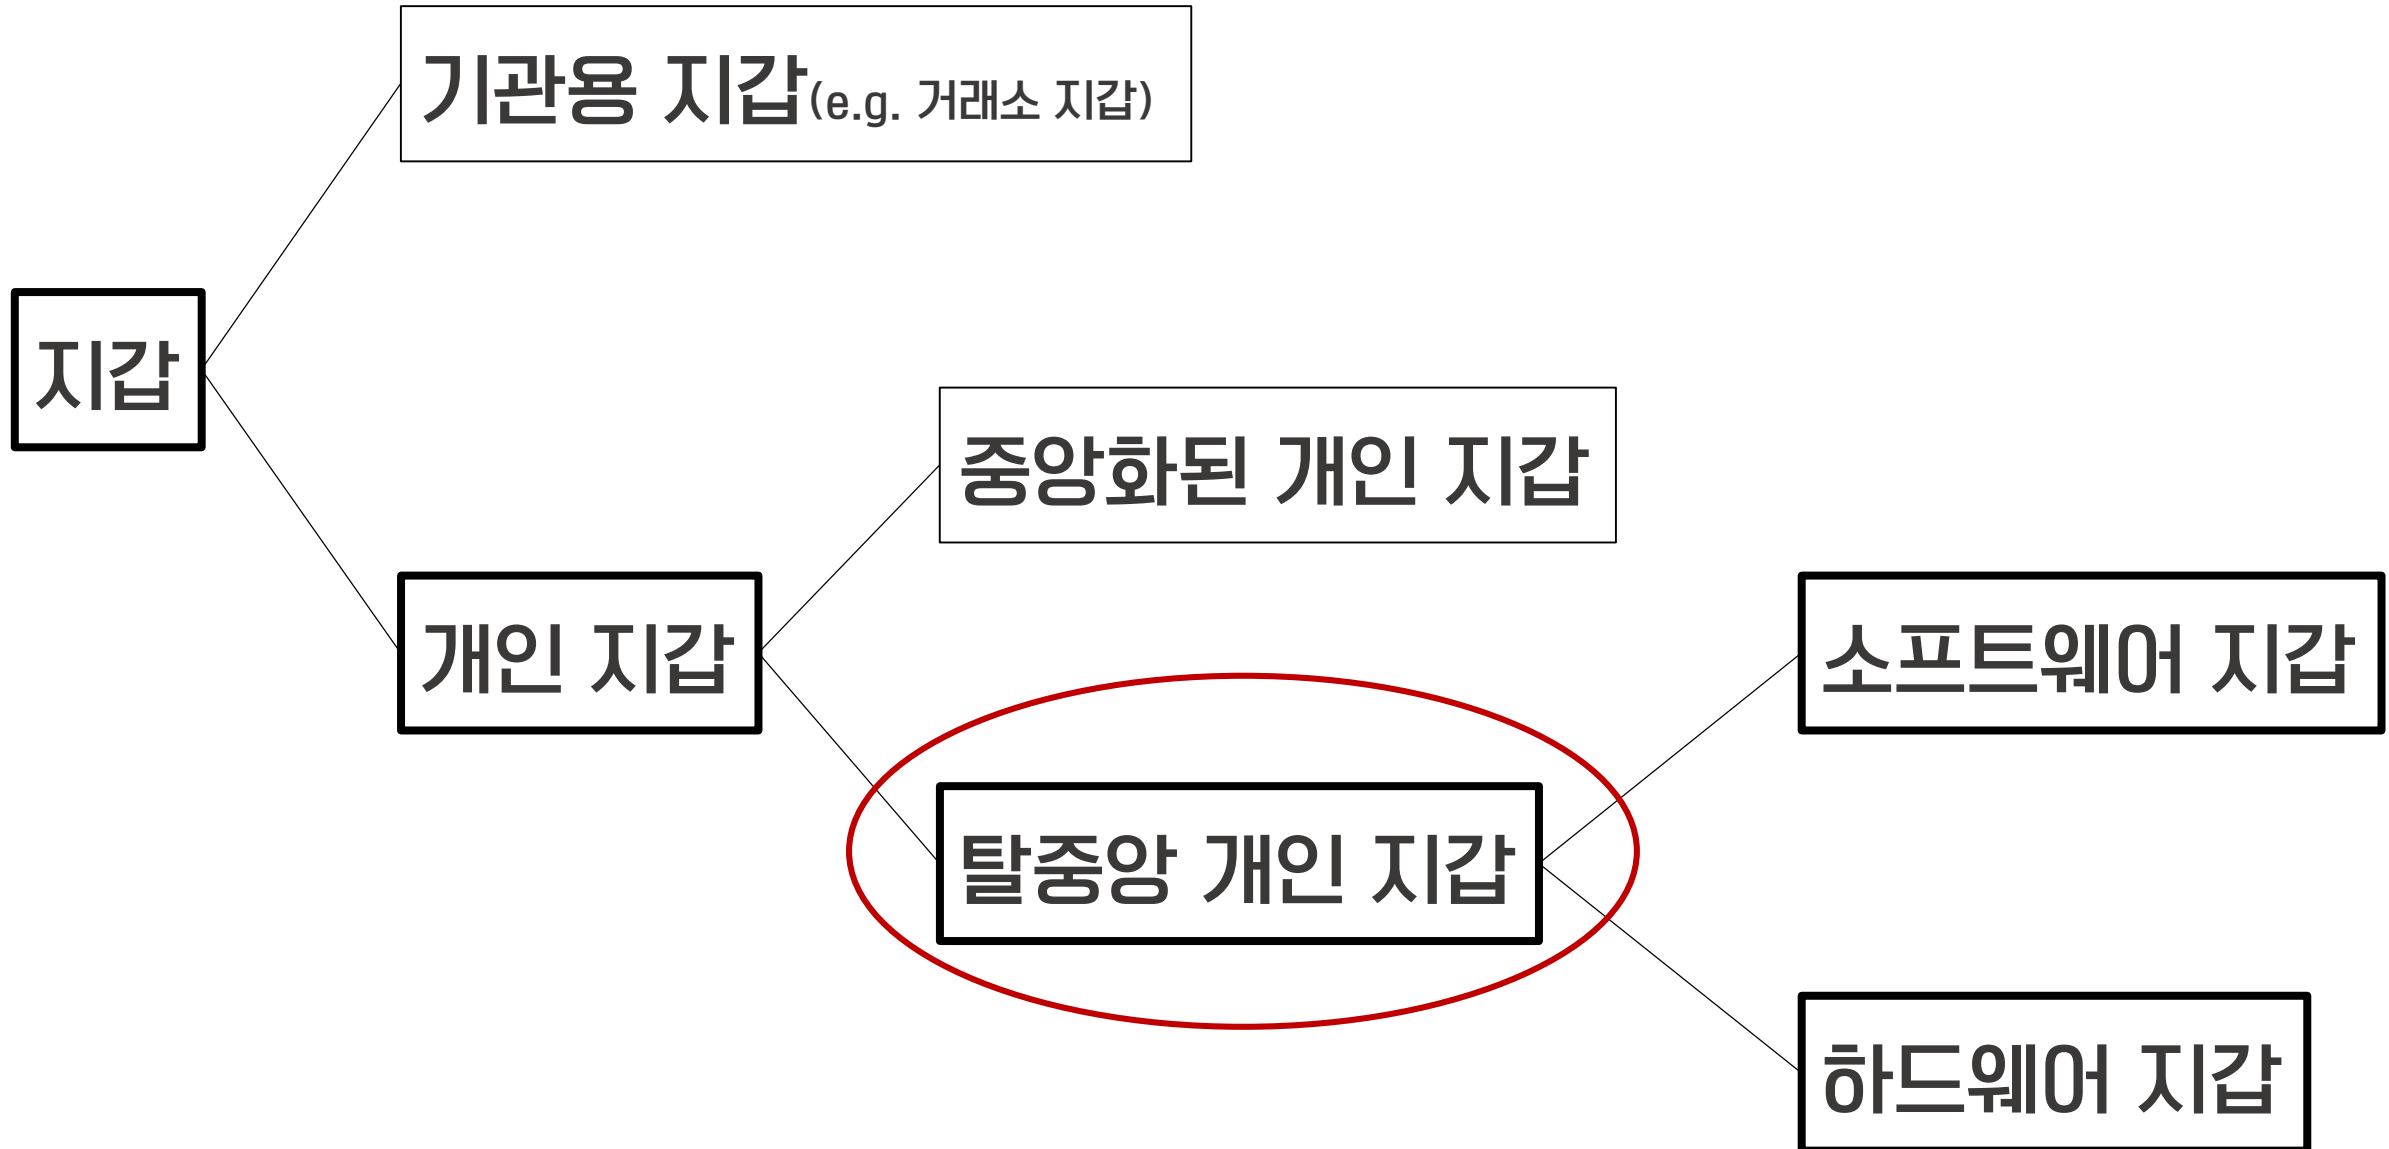 기관용 지갑(e.g. 거래소 지갑)
지갑
중앙화된 개인 지갑
개인 지갑
소프트웨어 지갑
탈중앙 개인 지갑
하드웨어 지갑